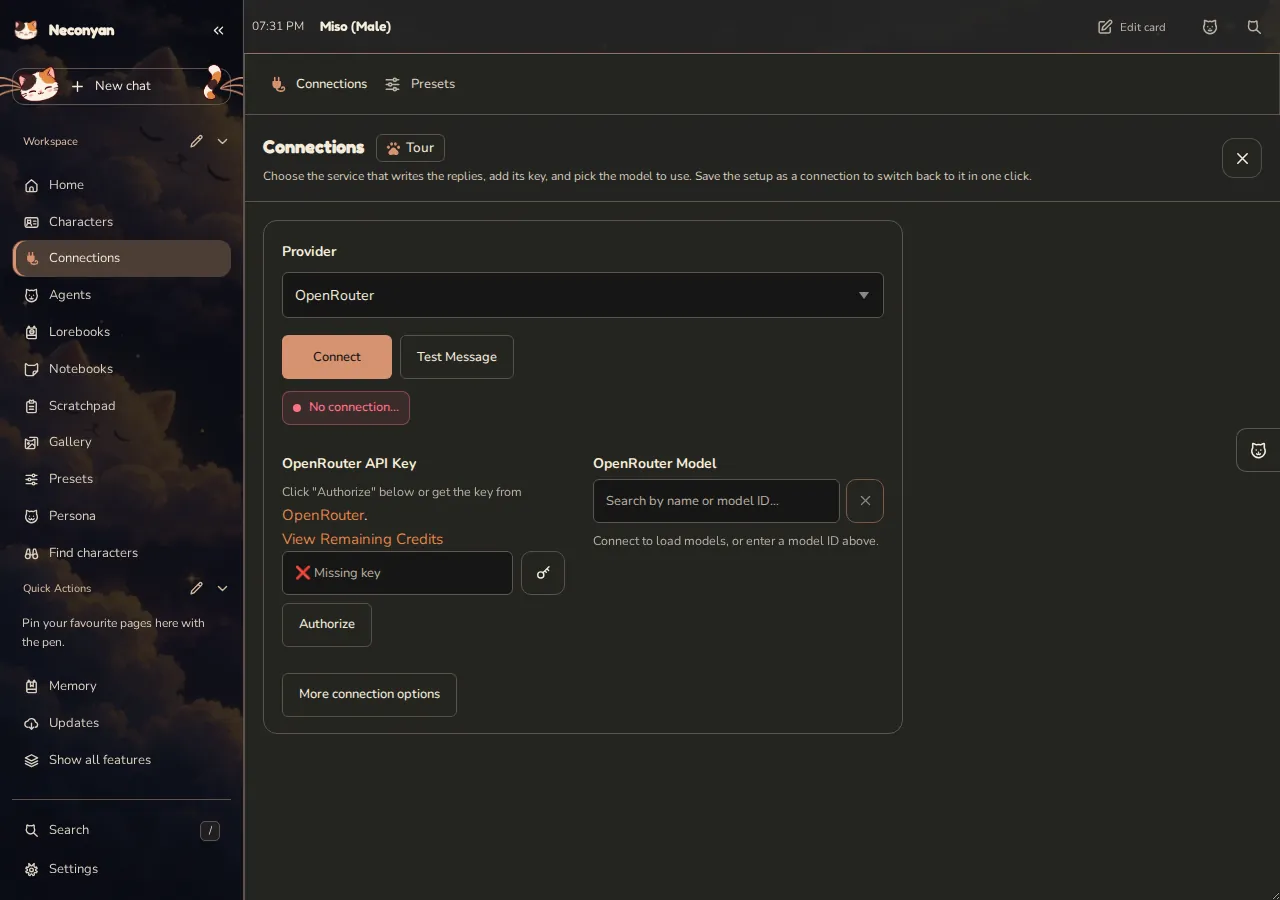 Neconyan
New chat
Workspace
Home
Characters
Connections
Agents
Lorebooks
Notebooks
Scratchpad
Gallery
Presets
Persona
Find characters
Quick Actions
Pin your favourite pages here with
the pen.
Memory
Updates
Show all features
Search /
Settings
07:31 PM Miso (Male) Edit card
Connections Presets
Connections Tour
Choose the service that writes the replies, add its key, and pick the model to use. Save the setup as a connection to switch back to it in one click.
Provider
OpenRouter
Connect Test Message
No connection...
OpenRouter API Key
Click "Authorize" below or get the key from
OpenRouter.
View Remaining Credits
❌ Missing key
Authorize
OpenRouter Model
Search by name or model ID...
Connect to load models, or enter a model ID above.
More connection options